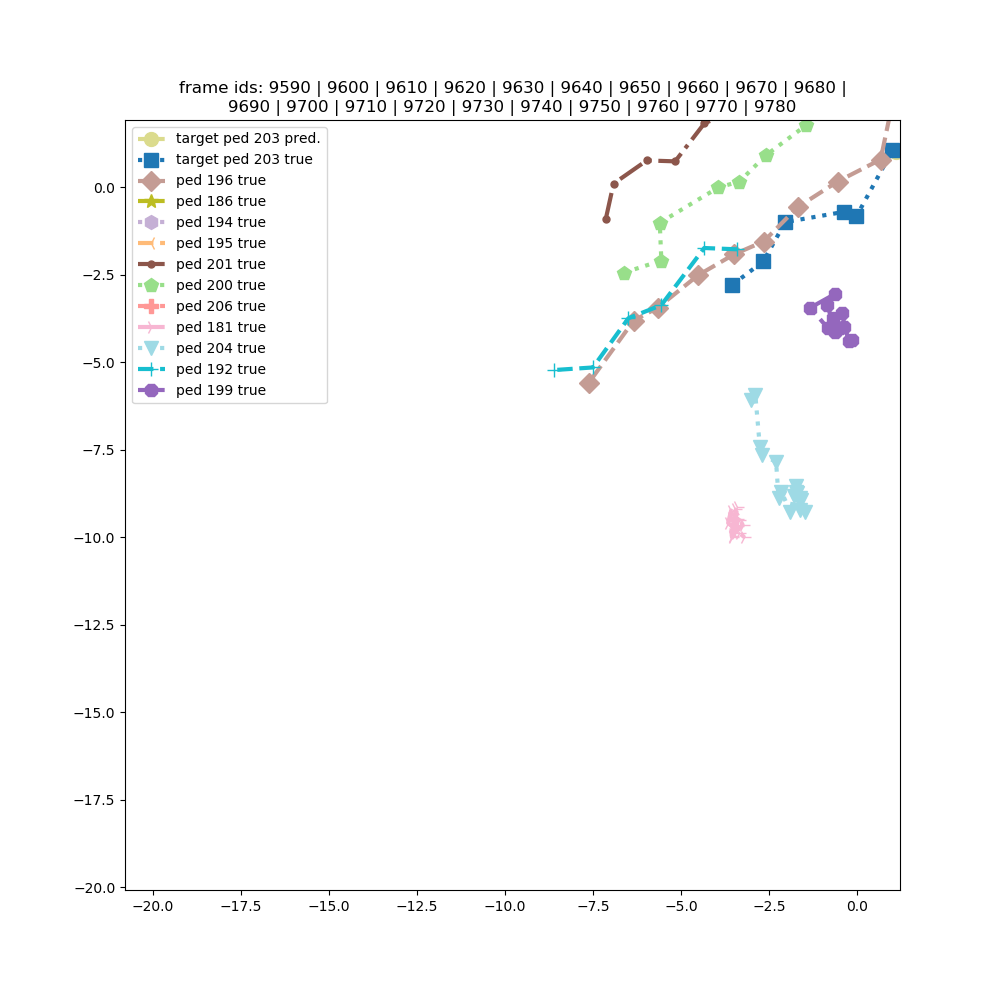 frame ids: 9590 | 9600 | 9610 | 9620 | 9630 | 9640 | 9650 | 9660 | 9670 | 9680 |
9690 | 9700 | 9710 | 9720 | 9730 | 9740 | 9750 | 9760 | 9770 | 9780
target ped 203 pred.
target ped 203 true
ped 196 true
ped 186 true
ped 194 true
ped 195 true
ped 201 true
ped 200 true
ped 206 true
ped 181 true
ped 204 true
ped 192 true
ped 199 true
0.0
−2.5
−5.0
−7.5
−10.0
−12.5
−15.0
−17.5
−20.0
−20.0 −17.5 −15.0 −12.5 −10.0 −7.5 −5.0 −2.5 0.0